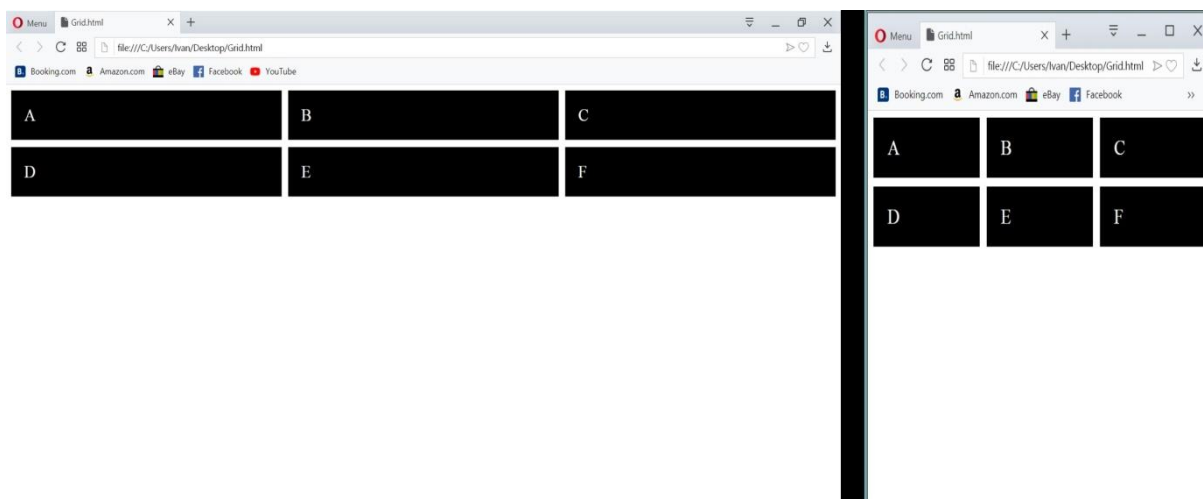 Menu Grid.html
file:///C:/Users/Ivan/Desktop/Grid.html
B. Booking.com a Amazon.com eBay f Facebook YouTube
A B C
D E F
Menu Grid.html
file:///C:/Users/Ivan/Desktop/Grid.html
B. Booking.com a Amazon.com eBay f Facebook
A B C
D E F